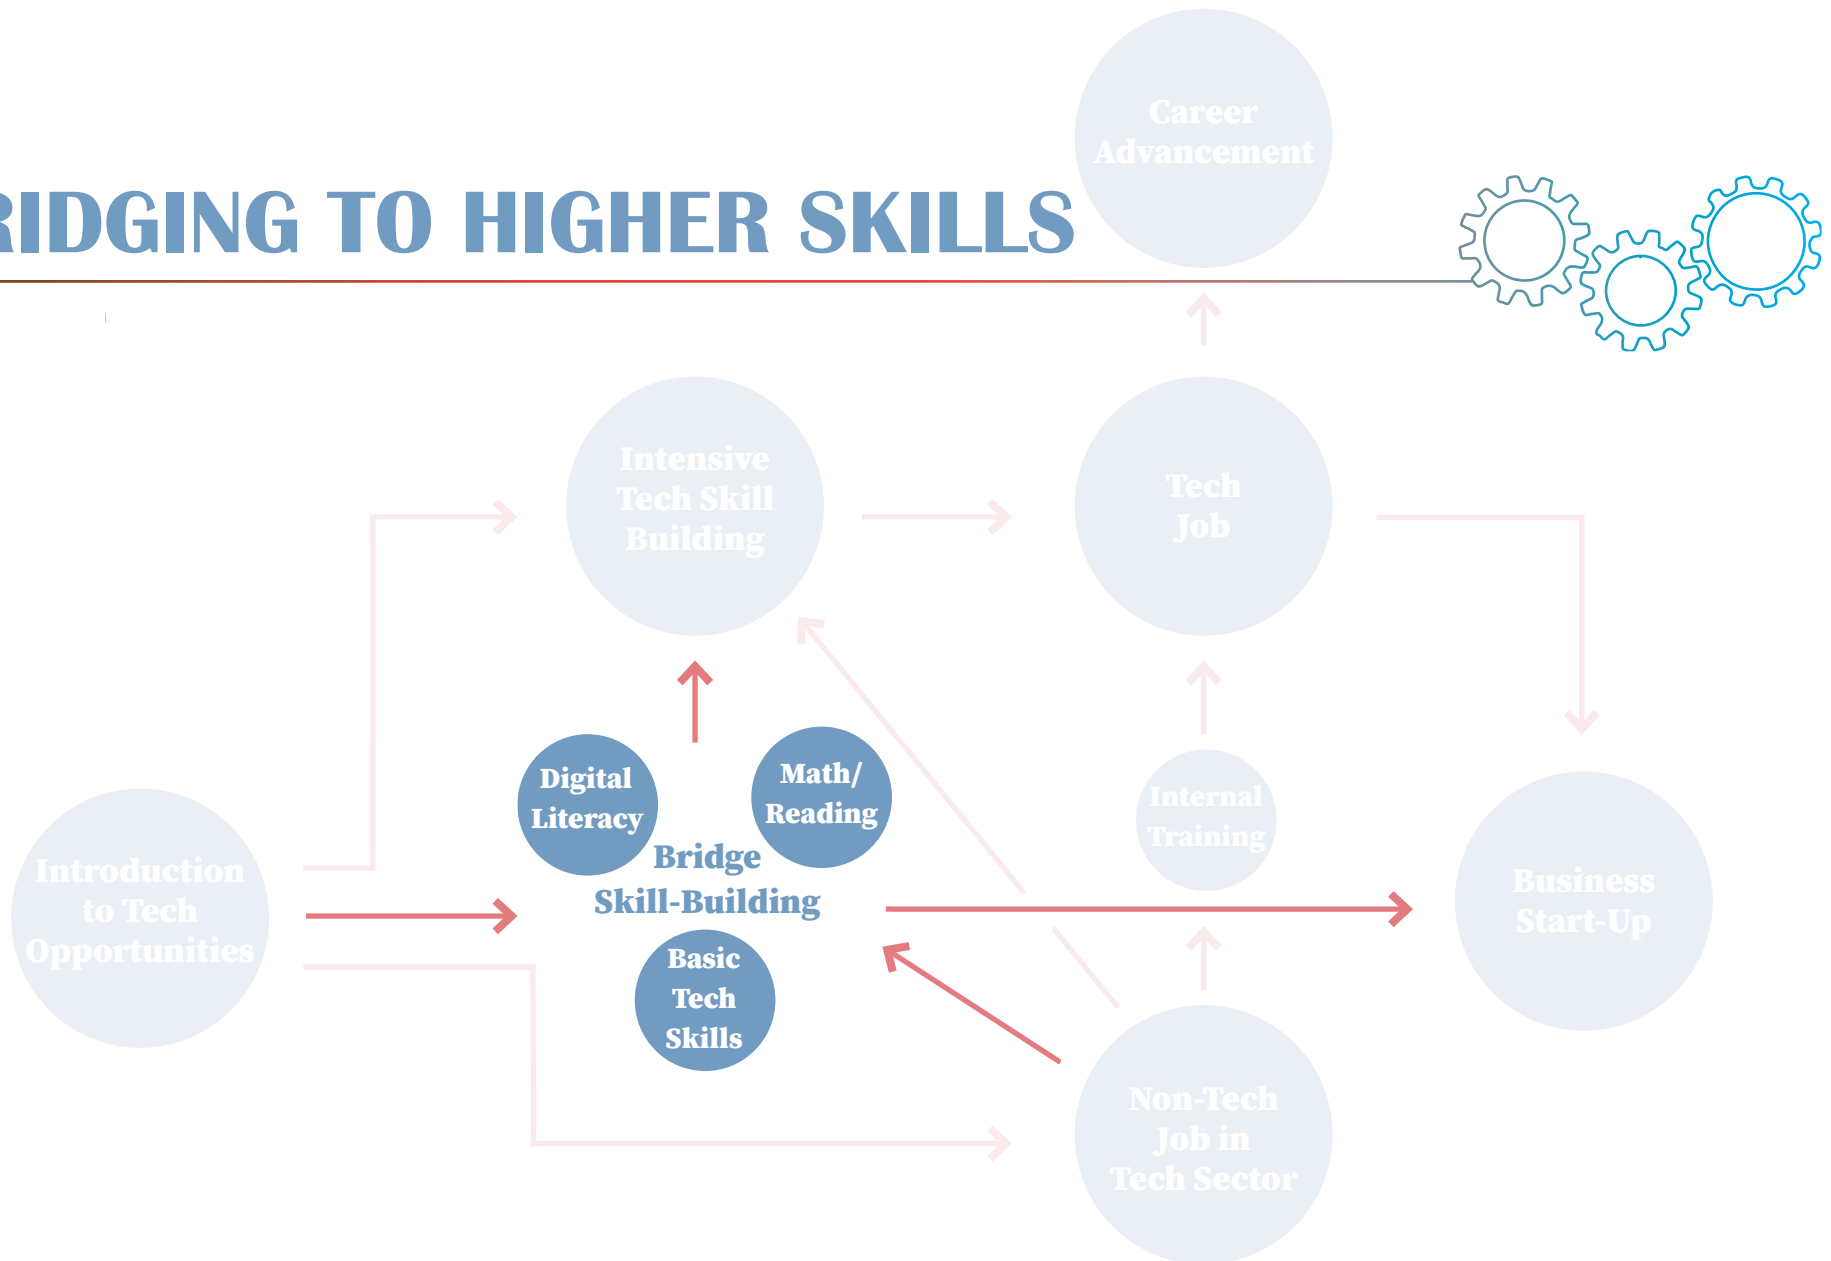 Career
Advancement
RIDGING TO HIGHER SKILLS
Intensive
Tech Skill
Building
Tech
Job
Digital
Literacy
Math/
Reading
Internal
Training
Bridge
Skill-Building
Introduction
to Tech
Opportunities
Business
Start-Up
Basic
Tech
Skills
Non-Tech
Job in
Tech Sector